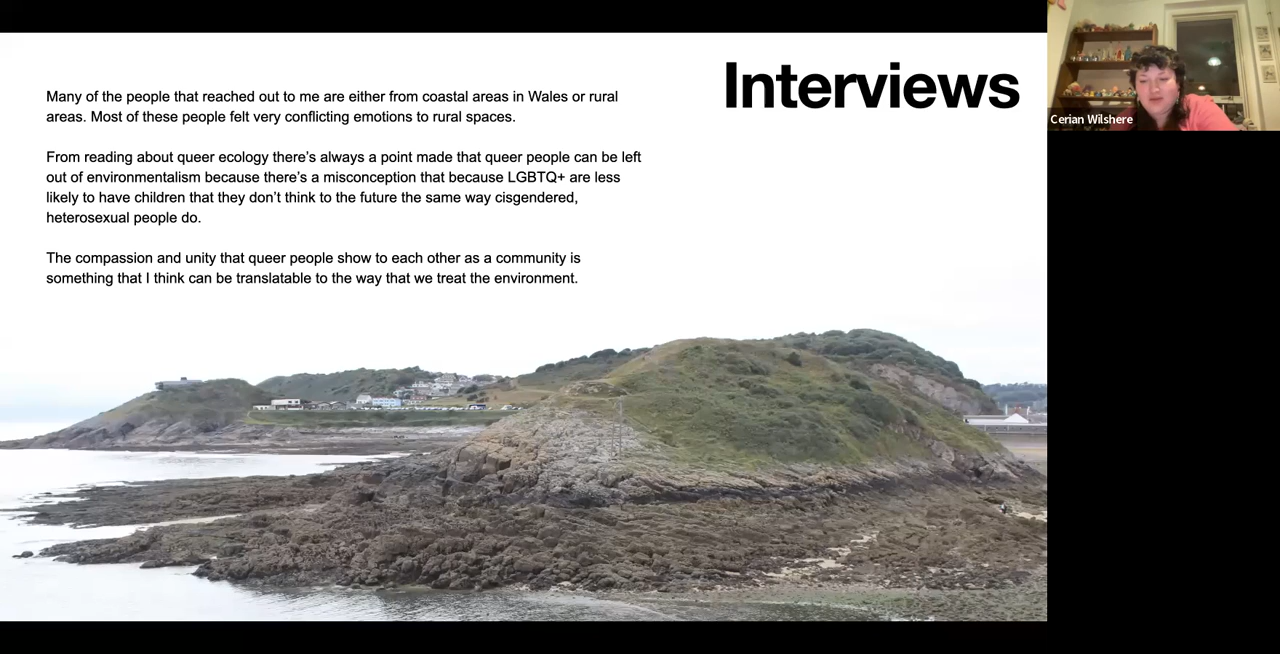 Interviews
Many of the people that reached out to me are either from coastal areas in Wales or rural
areas. Most of these people felt very conflicting emotions to rural spaces.
From reading about queer ecology there’s always a point made that queer people can be left
out of environmentalism because there’s a misconception that because LGBTQ+ are less
likely to have children that they don’t think to the future the same way cisgendered,
heterosexual people do.
The compassion and unity that queer people show to each other as a community is
something that I think can be translatable to the way that we treat the environment.
Cerian Wilshere